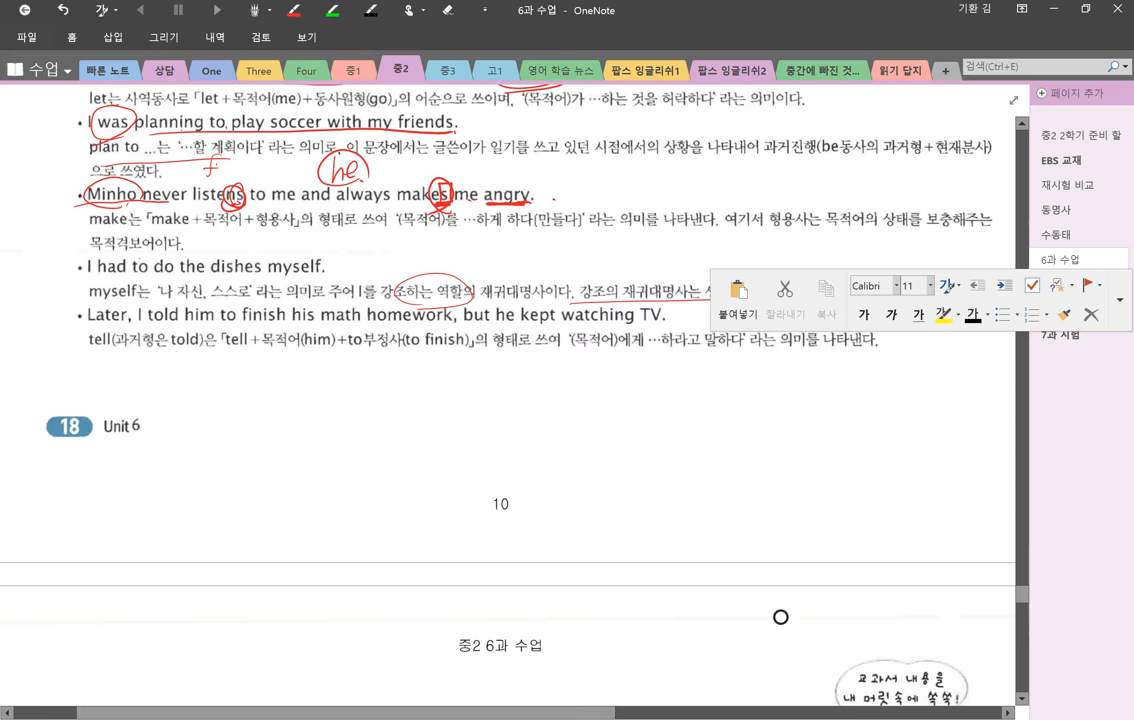 6과 수업 - OneNote
기환 김
파일 홈 삽입 그리기 내역 검토 보기
수업 빠른 노트 상담 One Three Four 중1 중2 중3 고1 영어 학습 뉴스 팝스 잉글리쉬1 팝스 잉글리쉬2 중간에 빠진 것... 읽기 답지 + 검색(Ctrl+E)
페이지 추가
let는 사역동사로 「let+목적어(me)+동사원형(go)」의 어순으로 쓰이며, '(목적어)가 …하는 것을 허락하다' 라는 의미이다.
• I was planning to play soccer with my friends.
plan to …는 '…할 계획이다' 라는 의미로, 이 문장에서는 글쓴이가 일기를 쓰고 있던 시점에서의 상황을 나타내어 과거진행(be동사의 과거형+현재분사)
으로 쓰였다.
f
he
• Minho never listens to me and always makes me angry.
make는 「make+목적어+형용사」의 형태로 쓰여 '(목적어)를 …하게 하다(만들다)' 라는 의미를 나타낸다. 여기서 형용사는 목적어의 상태를 보충해주는
목적격보어이다.
• I had to do the dishes myself.
myself는 '나 자신, 스스로' 라는 의미로 주어 I를 강조하는 역할의 재귀대명사이다. 강조의 재귀대명사는
• Later, I told him to finish his math homework, but he kept watching TV.
tell(과거형은 told)은 「tell+목적어(him)+to부정사(to finish)」의 형태로 쓰여 '(목적어)에게 …하라고 말하다' 라는 의미를 나타낸다.
18 Unit 6
10
중2 6과 수업
교과서 내용을
내 머릿속에 쏙쏙!
중2 2학기 준비 할
EBS 교재
재시험 비교
동명사
수동태
6과 수업
7과 시험
Calibri 11
붙여넣기 잘라내기 복사 가 가 가 가